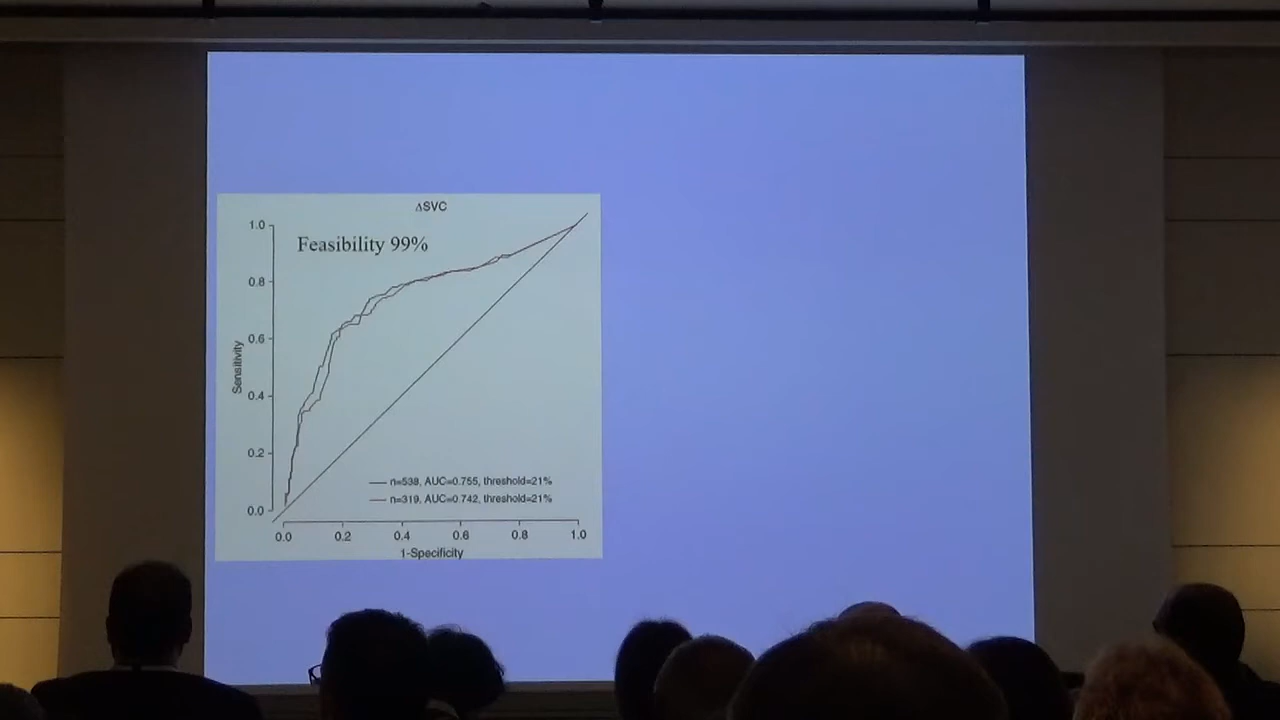 ΔSVC
Feasibility 99%
1.0
0.8
0.6
0.4
0.2
0.0
Sensitivity
n=538, AUC=0.755, threshold=21%
n=319, AUC=0.742, threshold=21%
0.0 0.2 0.4 0.6 0.8 1.0
1-Specificity